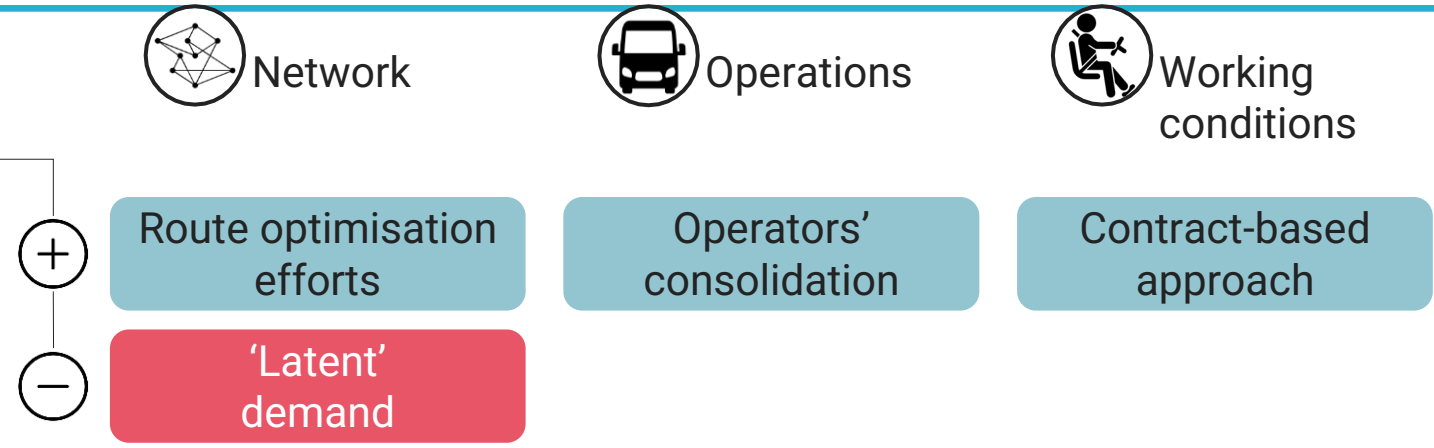 Network
Operations
Working
conditions
Route optimisation
efforts
Operators’
consolidation
Contract-based
approach
‘Latent’
demand